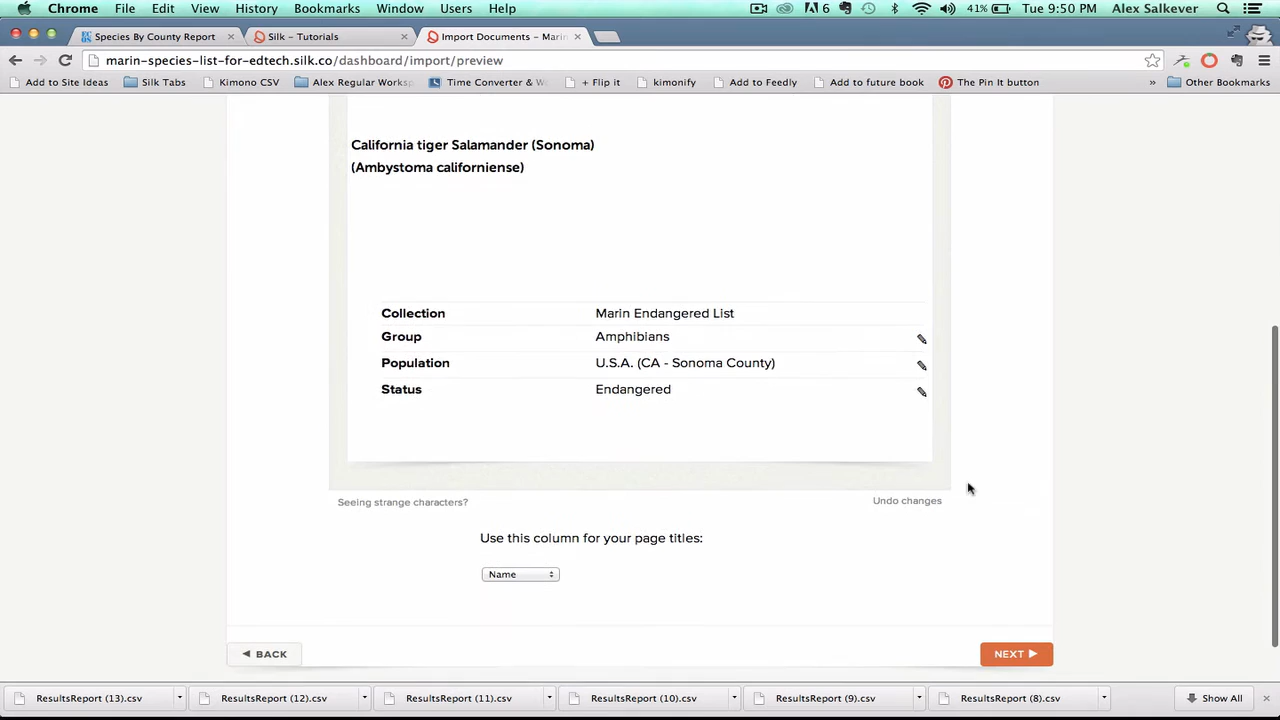 Chrome File Edit View History Bookmarks Window Users Help 6 41% Tue 9:50 PM Alex Salkever
Species By County Report Silk – Tutorials Import Documents – Marin
marin-species-list-for-edtech.silk.co/dashboard/import/preview
Add to Site Ideas Silk Tabs Kimono CSV Alex Regular Worksp Time Converter & W + Flip it kimonify Add to Feedly Add to future book The Pin It button » Other Bookmarks
California tiger Salamander (Sonoma)
(Ambystoma californiense)
Collection Marin Endangered List
Group Amphibians
Population U.S.A. (CA - Sonoma County)
Status Endangered
Seeing strange characters? Undo changes
Use this column for your page titles:
Name
BACK NEXT
ResultsReport (13).csv ResultsReport (12).csv ResultsReport (11).csv ResultsReport (10).csv ResultsReport (9).csv ResultsReport (8).csv Show All